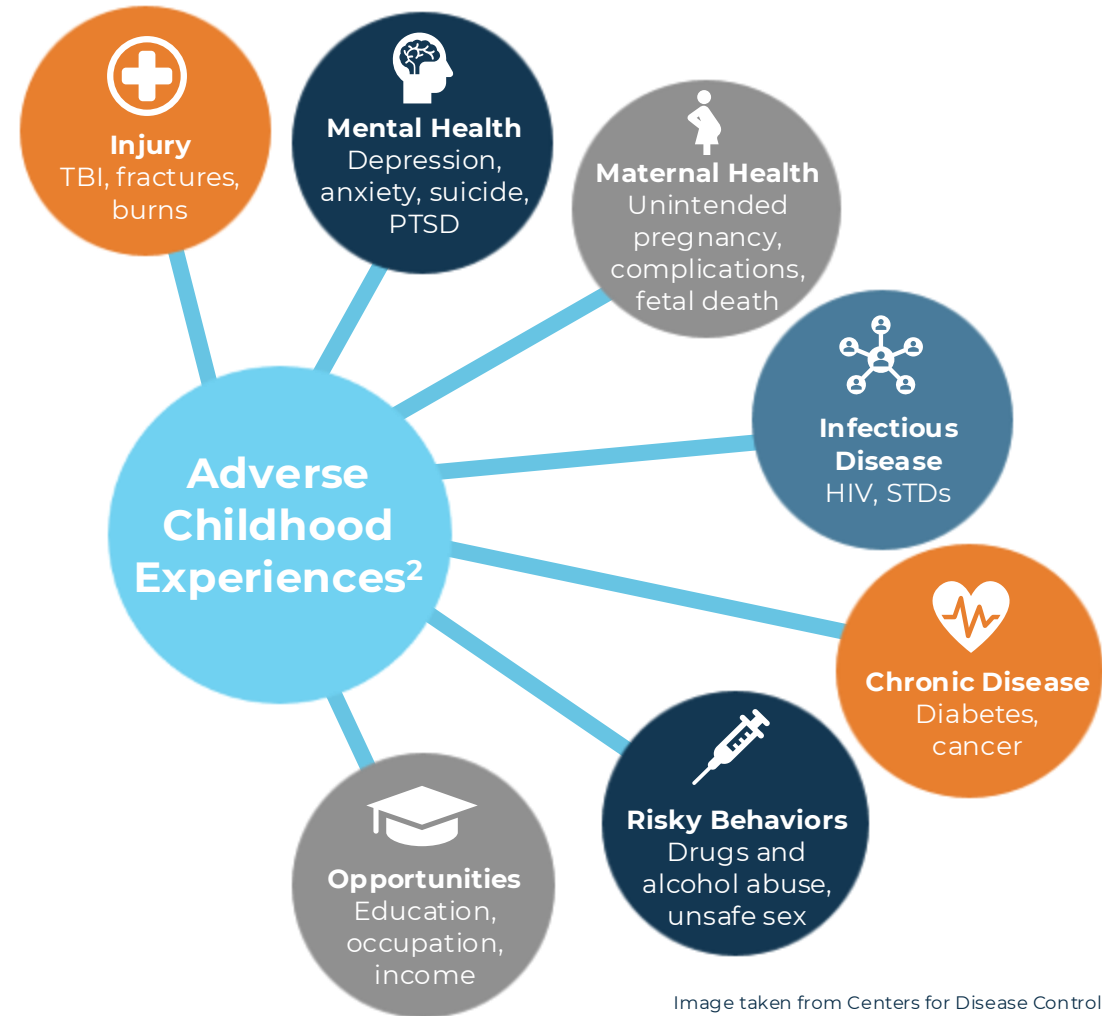 Injury
TBI, fractures,
burns
Mental Health
Depression,
anxiety, suicide,
PTSD
Maternal Health
Unintended
pregnancy,
complications,
fetal death
Infectious
Disease
HIV, STDs
Adverse
Childhood
Experiences²
Chronic Disease
Diabetes,
cancer
Risky Behaviors
Drugs and
alcohol abuse,
unsafe sex
Opportunities
Education,
occupation,
income
Image taken from Centers for Disease Control